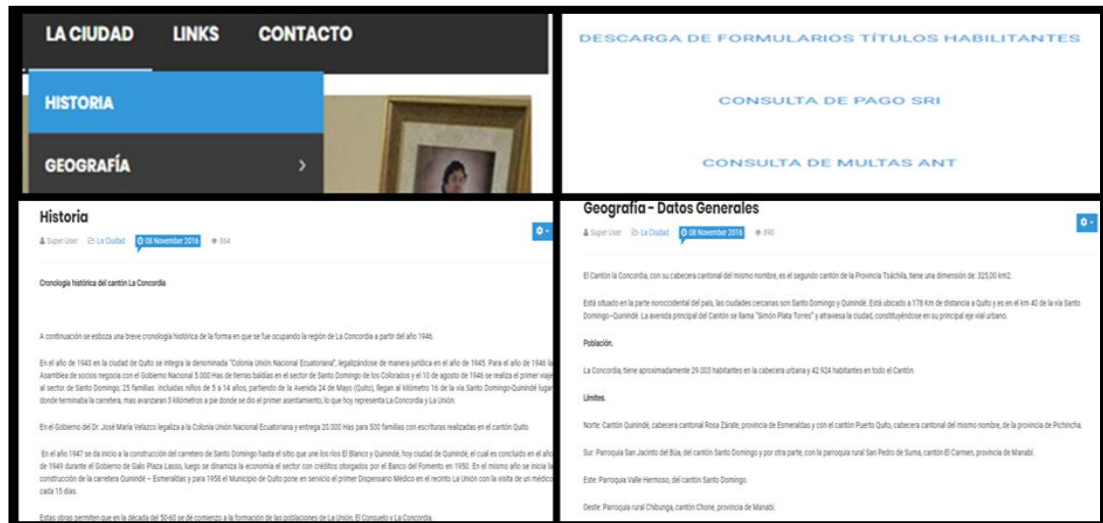 LA CIUDAD LINKS CONTACTO
HISTORIA
GEOGRAFÍA
DESCARGA DE FORMULARIOS TÍTULOS HABILITANTES
CONSULTA DE PAGO SRI
CONSULTA DE MULTAS ANT
Historia
Super User La Ciudad 08 November 2016 864
Cronología histórica del cantón La Concordia
A continuación se esboza una breve cronología histórica de la forma en que se fue ocupando la región de La Concordia a partir del año 1946.
En el año de 1943 en la ciudad de Quito se integra la denominada "Colonia Unión Nacional Ecuatoriana", legalizándose de manera jurídica en el año de 1945. Para el año de 1946 la
Asamblea de socios negocia con el Gobierno Nacional 5.000 Has de tierras baldías en el sector de Santo Domingo de los Colorados y el 10 de agosto de 1946 se realiza el primer viaje
al sector de Santo Domingo; 25 familias incluidas niños de 5 a 14 años, partiendo de la Avenida 24 de Mayo (Quito), llegan al kilómetro 16 de la vía Santo Domingo-Quinindé lugar
donde terminaba la carretera, mas avanzaran 3 kilómetros a pie donde se dio el primer asentamiento, lo que hoy representa La Concordia y La Unión.
En el Gobierno del Dr. José María Velazco legaliza a la Colonia Unión Nacional Ecuatoriana y entrega 20.000 Has para 500 familias con escrituras realizadas en el cantón Quito.
En el año 1947 se da inicio a la construcción del carretero de Santo Domingo hasta el sitio que une los ríos El Blanco y Quinindé, hoy ciudad de Quinindé, el cual es concluido en el año
de 1949 durante el Gobierno de Galo Plaza Lasso, luego se dinamiza la economía el sector con créditos otorgados por el Banco del Fomento en 1950. En el mismo año se inicia la
construcción de la carretera Quinindé – Esmeraldas y para 1958 el Municipio de Quito pone en servicio el primer Dispensario Médico en el recinto La Unión con la visita de un médico
cada 15 días.
Estas obras permiten que en la década del 50-60 se dé comienzo a la formación de las poblaciones de La Unión, El Consuelo y La Concordia.
Geografía - Datos Generales
Super User La Ciudad 08 November 2016 890
El Cantón la Concordia, con su cabecera cantonal del mismo nombre, es el segundo cantón de la Provincia Tsáchila, tiene una dimensión de: 325,00 km2.
Está situado en la parte noroccidental del país, las ciudades cercanas son Santo Domingo y Quinindé. Está ubicado a 178 Km de distancia a Quito y es en el km 40 de la vía Santo
Domingo–Quinindé. La avenida principal del Cantón se llama "Simón Plata Torres" y atraviesa la ciudad, constituyéndose en su principal eje vial urbano.
Población.
La Concordia, tiene aproximadamente 29.003 habitantes en la cabecera urbana y 42.924 habitantes en todo el Cantón.
Límites.
Norte: Cantón Quinindé, cabecera cantonal Rosa Zárate, provincia de Esmeraldas y con el cantón Puerto Quito, cabecera cantonal del mismo nombre, de la provincia de Pichincha.
Sur: Parroquia San Jacinto del Búa, del cantón Santo Domingo y por otra parte, con la parroquia rural San Pedro de Suma, cantón El Carmen, provincia de Manabí.
Este: Parroquia Valle Hermoso, del cantón Santo Domingo
Oeste: Parroquia rural Chibunga, cantón Chone, provincia de Manabí.